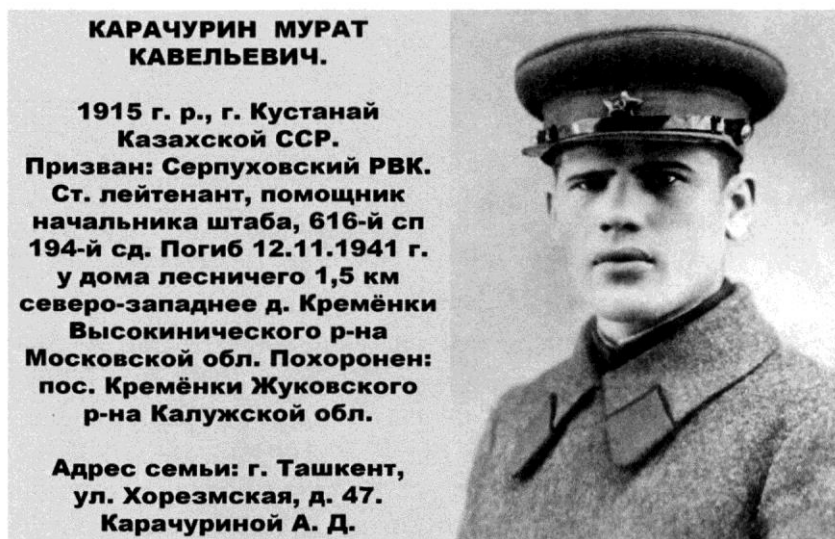 КАРАЧУРИН МУРАТ
КАВЕЛЬЕВИЧ.
1915 г. р., г. Кустанай
Казахской ССР.
Призван: Серпуховский РВК.
Ст. лейтенант, помощник
начальника штаба, 616-й сп
194-й сд. Погиб 12.11.1941 г.
у дома лесничего 1,5 км
северо-западнее д. Кремёнки
Высокинического р-на
Московской обл. Похоронен:
пос. Кремёнки Жуковского
р-на Калужской обл.
Адрес семьи: г. Ташкент,
ул. Хорезмская, д. 47.
Карачуриной А. Д.